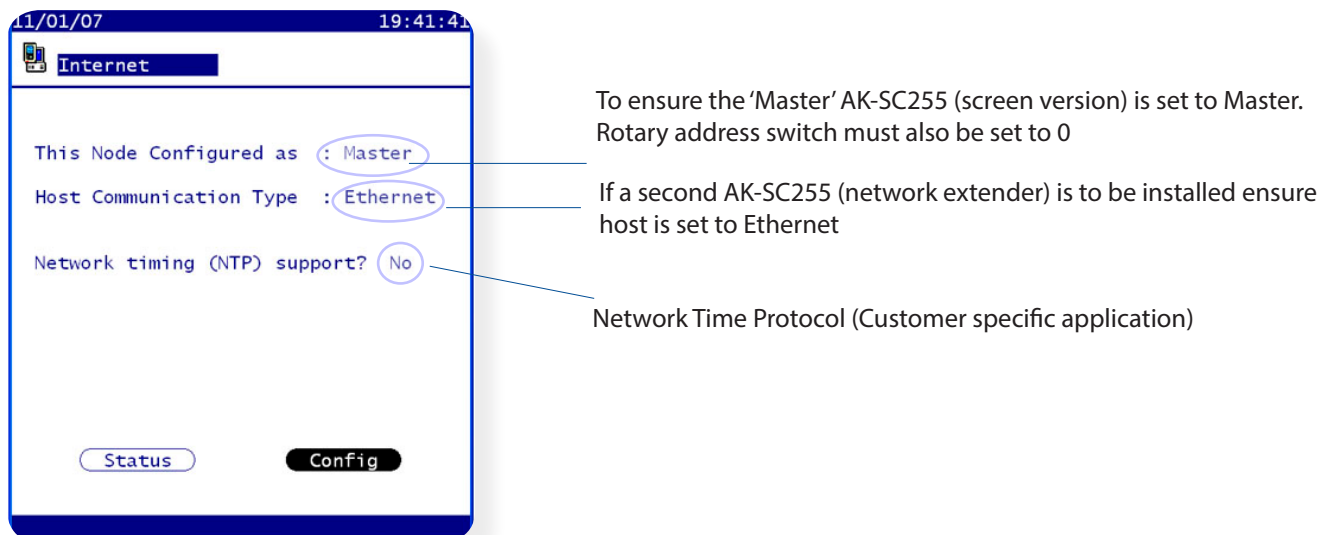 11/01/07 19:41:41
Internet
To ensure the ‘Master’ AK-SC255 (screen version) is set to Master.
Rotary address switch must also be set to 0
This Node Configured as : Master
If a second AK-SC255 (network extender) is to be installed ensure
host is set to Ethernet
Host Communication Type : Ethernet
Network timing (NTP) support? No
Network Time Protocol (Customer specific application)
Status Config